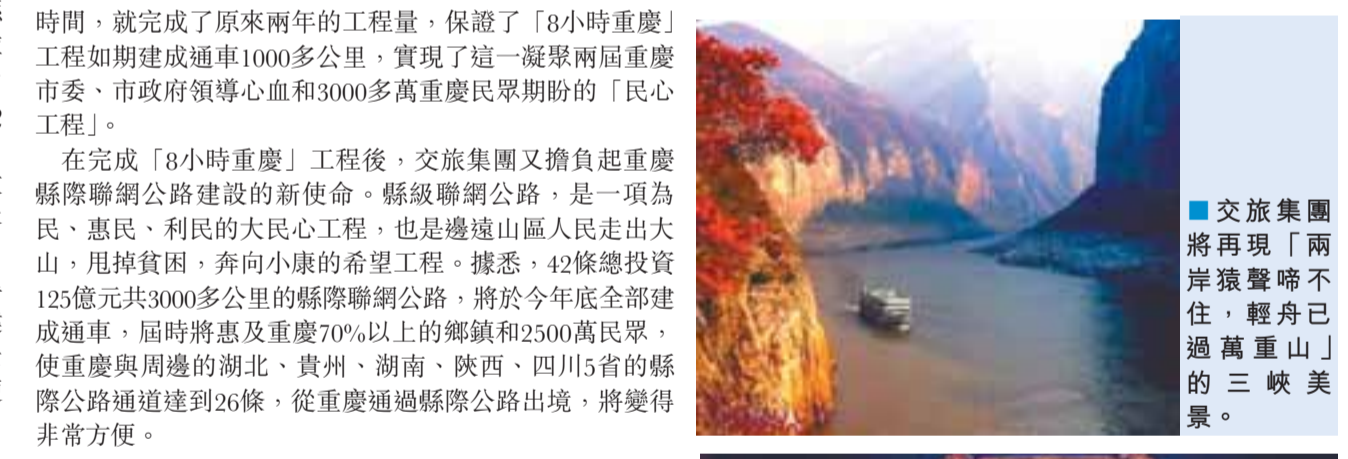 時間，就完成了原來兩年的工程量，保證了「8小時重慶」
工程如期建成通車1000多公里，實現了這一凝聚兩屆重慶
市委、市政府領導心血和3000多萬重慶民眾期盼的「民心
工程」。
在完成「8小時重慶」工程後，交旅集團又擔負起重慶
縣際聯網公路建設的新使命。縣級聯網公路，是一項為
民、惠民、利民的大民心工程，也是邊遠山區人民走出大
山，甩掉貧困，奔向小康的希望工程。據悉，42條總投資
125億元共3000多公里的縣際聯網公路，將於今年底全部建
成通車，屆時將惠及重慶70%以上的鄉鎮和2500萬民眾，
使重慶與周邊的湖北、貴州、湖南、陝西、四川5省的縣
際公路通道達到26條，從重慶通過縣際公路出境，將變得
非常方便。
■交旅集團
將再現「兩
岸猿聲啼不
住，輕舟已
過萬重山」
的三峽美
景。